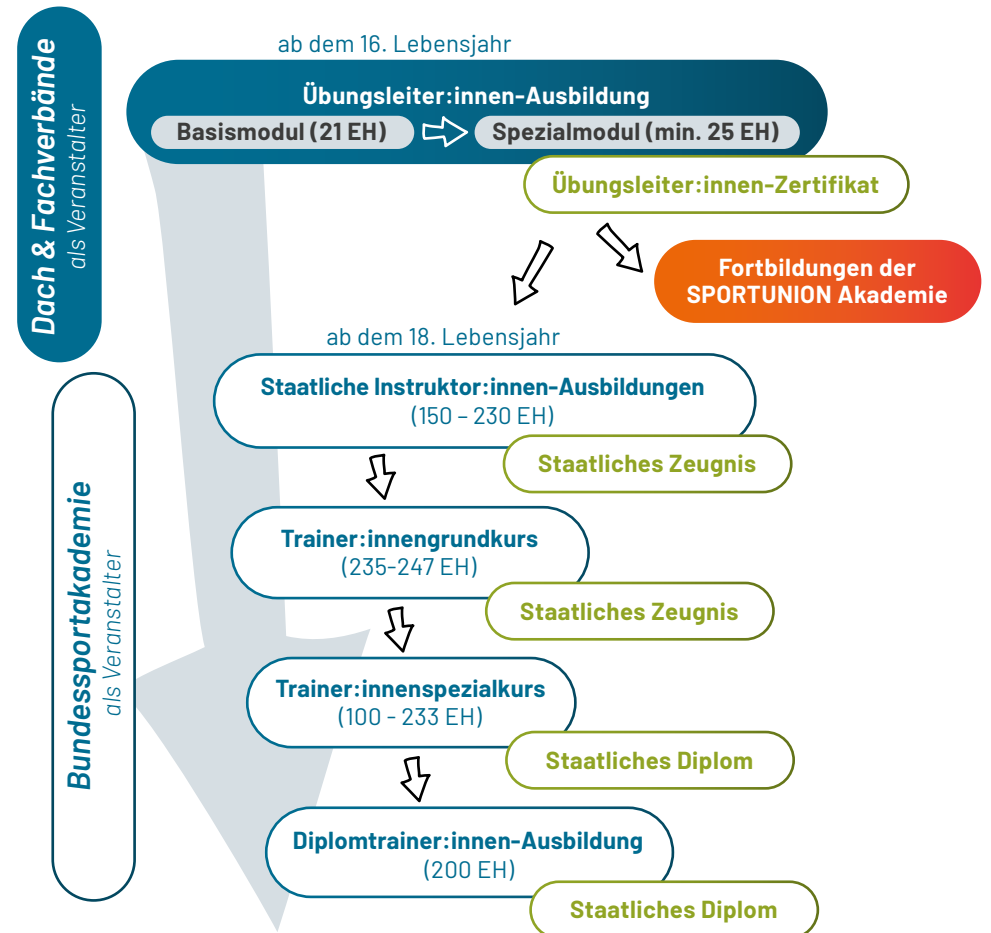 Dach & Fachverbände
als Veranstalter
ab dem 16. Lebensjahr
Übungsleiter:innen-Ausbildung
Basismodul (21 EH)
Spezialmodul (min. 25 EH)
Übungsleiter:innen-Zertifikat
Fortbildungen der
SPORTUNION Akademie
ab dem 18. Lebensjahr
Staatliche Instruktor:innen-Ausbildungen
(150 – 230 EH)
Staatliches Zeugnis
Bundessportakademie
als Veranstalter
Trainer:innengrundkurs
(235-247 EH)
Staatliches Zeugnis
Trainer:innenspezialkurs
(100 - 233 EH)
Staatliches Diplom
Diplomtrainer:innen-Ausbildung
(200 EH)
Staatliches Diplom